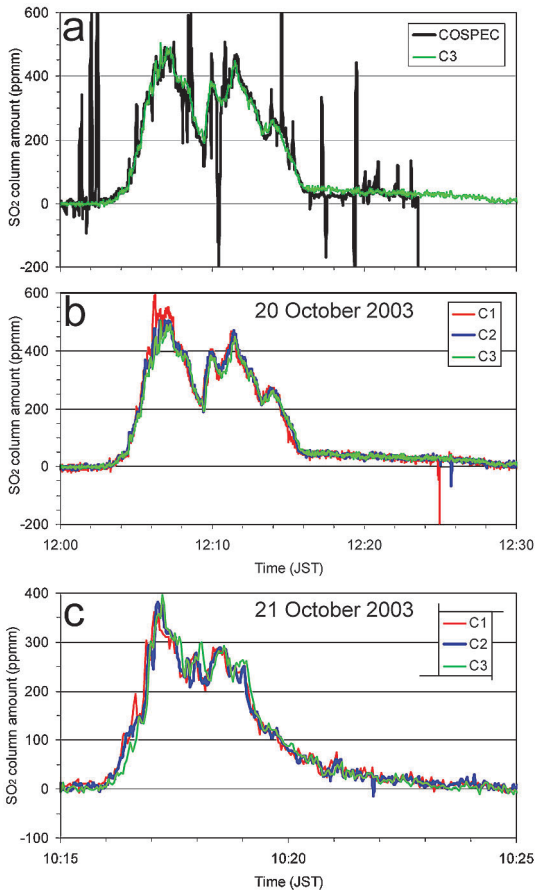 a
COSPEC
C3
600
400
200
0
-200
SO2 column amount (ppmm)
b
20 October 2003
C1
C2
C3
600
400
200
0
-200
SO2 column amount (ppmm)
12:00
12:10
12:20
12:30
Time (JST)
c
21 October 2003
C1
C2
C3
400
300
200
100
0
-100
SO2 column amount (ppmm)
10:15
10:20
10:25
Time (JST)